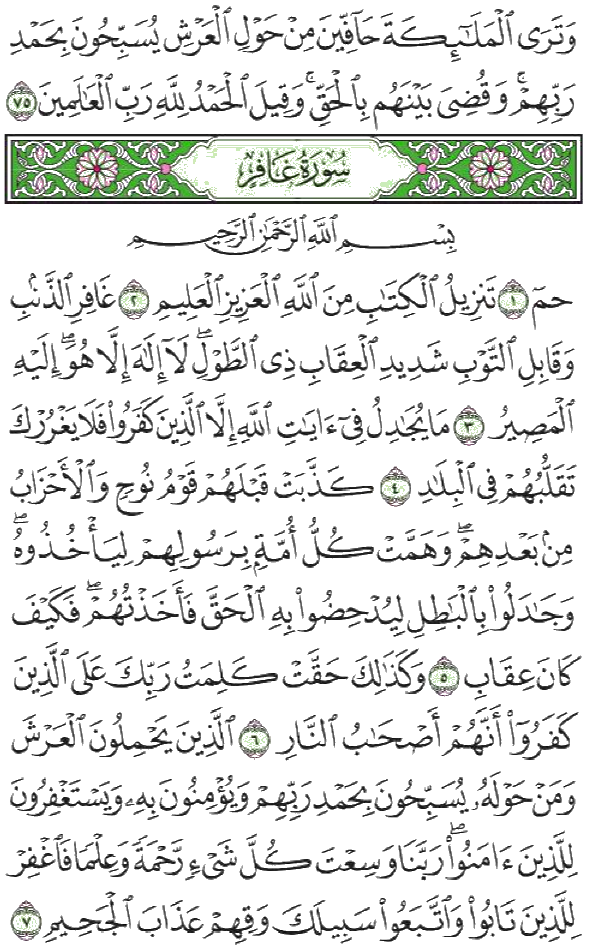 وَتَرَى ٱلْمَلَـٰٓئِكَةَ حَآفِّينَ مِنْ حَوْلِ ٱلْعَرْشِ يُسَبِّحُونَ بِحَمْدِ
رَبِّهِمْ ۖ وَقُضِىَ بَيْنَهُم بِٱلْحَقِّ ۚ وَقِيلَ ٱلْحَمْدُ لِلَّهِ رَبِّ ٱلْعَـٰلَمِينَ ٧٥
سُورَةُ غَافِرٍ
بِسْمِ ٱللَّهِ ٱلرَّحْمَـٰنِ ٱلرَّحِيمِ
حمٓ ١ تَنزِيلُ ٱلْكِتَـٰبِ مِنَ ٱللَّهِ ٱلْعَزِيزِ ٱلْعَلِيمِ ٢ غَافِرِ ٱلذَّنۢبِ
وَقَابِلِ ٱلتَّوْبِ شَدِيدِ ٱلْعِقَابِ ذِى ٱلطَّوْلِ ۖ لَآ إِلَـٰهَ إِلَّا هُوَ ۖ إِلَيْهِ
ٱلْمَصِيرُ ٣ مَا يُجَـٰدِلُ فِىٓ ءَايَـٰتِ ٱللَّهِ إِلَّا ٱلَّذِينَ كَفَرُوا۟ فَلَا يَغْرُرْكَ
تَقَلُّبُهُمْ فِى ٱلْبِلَـٰدِ ٤ كَذَّبَتْ قَبْلَهُمْ قَوْمُ نُوحٍ وَٱلْأَحْزَابُ
مِنۢ بَعْدِهِمْ ۖ وَهَمَّتْ كُلُّ أُمَّةٍۭ بِرَسُولِهِمْ لِيَأْخُذُوهُ ۖ
وَجَـٰدَلُوا۟ بِٱلْبَـٰطِلِ لِيُدْحِضُوا۟ بِهِ ٱلْحَقَّ فَأَخَذْتُهُمْ ۖ فَكَيْفَ
كَانَ عِقَابِ ٥ وَكَذَٰلِكَ حَقَّتْ كَلِمَتُ رَبِّكَ عَلَى ٱلَّذِينَ
كَفَرُوٓا۟ أَنَّهُمْ أَصْحَـٰبُ ٱلنَّارِ ٦ ٱلَّذِينَ يَحْمِلُونَ ٱلْعَرْشَ
وَمَنْ حَوْلَهُۥ يُسَبِّحُونَ بِحَمْدِ رَبِّهِمْ وَيُؤْمِنُونَ بِهِۦ وَيَسْتَغْفِرُونَ
لِلَّذِينَ ءَامَنُوا۟ ۖ رَبَّنَا وَسِعْتَ كُلَّ شَىْءٍ رَّحْمَةً وَعِلْمًا فَٱغْفِرْ
لِلَّذِينَ تَابُوا۟ وَٱتَّبَعُوا۟ سَبِيلَكَ وَقِهِمْ عَذَابَ ٱلْجَحِيمِ ٧